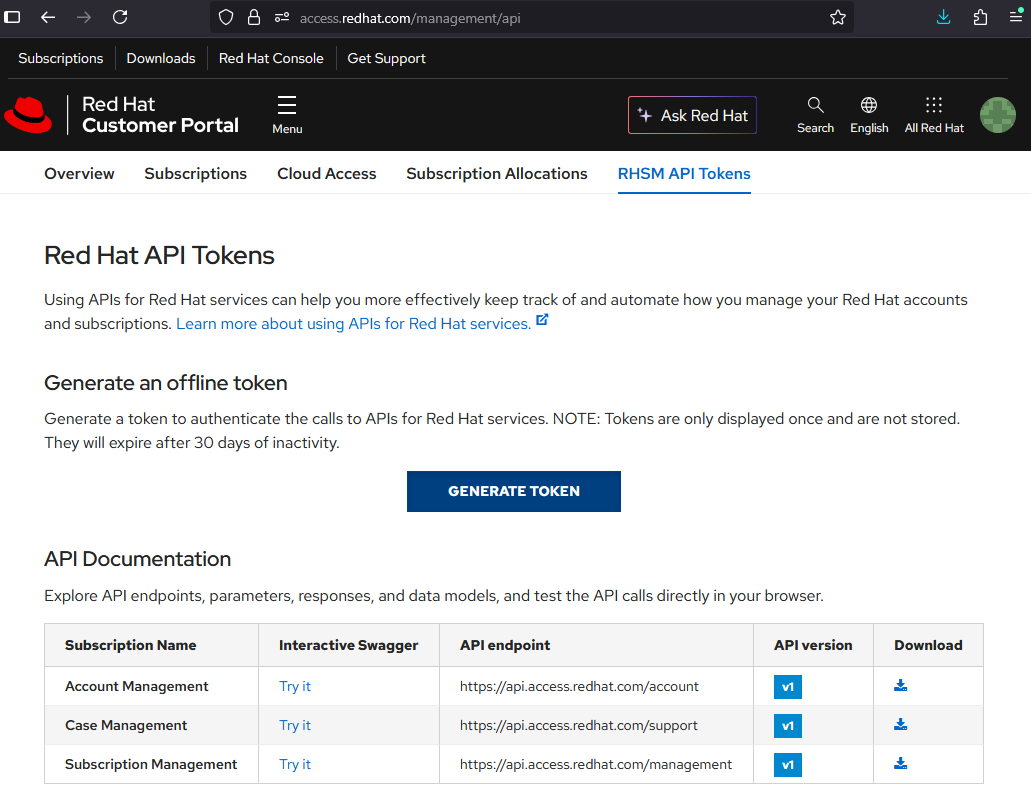 access.redhat.com/management/api
Subscriptions Downloads Red Hat Console Get Support
Red Hat
Customer Portal
Menu
Ask Red Hat
Search English All Red Hat
Overview Subscriptions Cloud Access Subscription Allocations RHSM API Tokens
Red Hat API Tokens
Using APIs for Red Hat services can help you more effectively keep track of and automate how you manage your Red Hat accounts
and subscriptions. Learn more about using APIs for Red Hat services.
Generate an offline token
Generate a token to authenticate the calls to APIs for Red Hat services. NOTE: Tokens are only displayed once and are not stored.
They will expire after 30 days of inactivity.
GENERATE TOKEN
API Documentation
Explore API endpoints, parameters, responses, and data models, and test the API calls directly in your browser.
Subscription Name Interactive Swagger API endpoint API version Download
Account Management Try it https://api.access.redhat.com/account v1
Case Management Try it https://api.access.redhat.com/support v1
Subscription Management Try it https://api.access.redhat.com/management v1